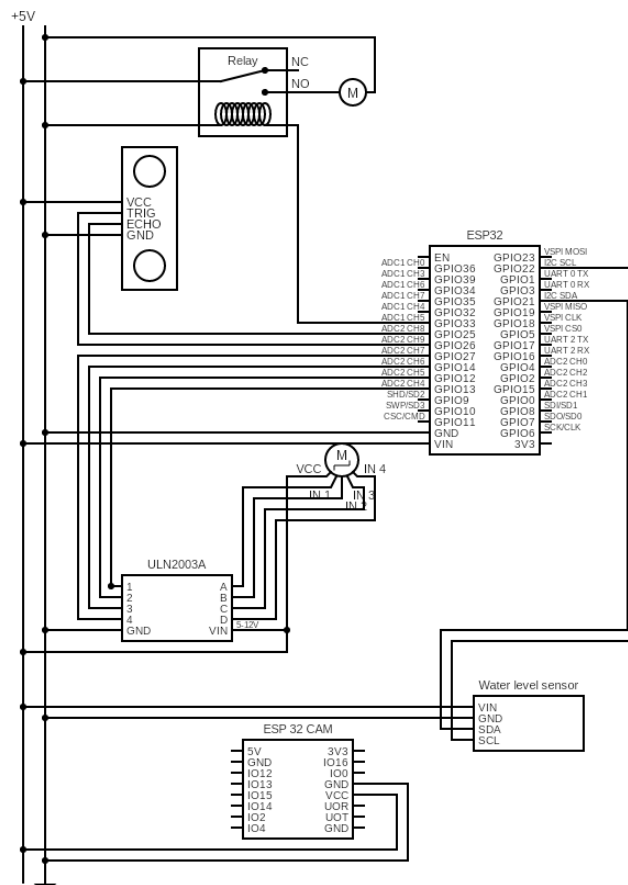 +5V
Relay
NC
NO
M
VCC
TRIG
ECHO
GND
ESP32
ADC1 CH0
ADC1 CH3
ADC1 CH6
ADC1 CH7
ADC1 CH4
ADC1 CH5
ADC2 CH8
ADC2 CH9
ADC2 CH7
ADC2 CH6
ADC2 CH5
ADC2 CH4
SHD/SD2
SWP/SD3
CSC/CMD
EN
GPIO36
GPIO39
GPIO34
GPIO35
GPIO32
GPIO33
GPIO25
GPIO26
GPIO27
GPIO14
GPIO12
GPIO13
GPIO9
GPIO10
GPIO11
GND
VIN
GPIO23
GPIO22
GPIO1
GPIO3
GPIO21
GPIO19
GPIO18
GPIO5
GPIO17
GPIO16
GPIO4
GPIO2
GPIO15
GPIO0
GPIO8
GPIO7
GPIO6
3V3
VSPI MOSI
I2C SCL
UART 0 TX
UART 0 RX
I2C SDA
VSPI MISO
VSPI CLK
VSPI CS0
UART 2 TX
UART 2 RX
ADC2 CH0
ADC2 CH2
ADC2 CH3
ADC2 CH1
SDI/SD1
SDO/SD0
SCK/CLK
M
VCC
IN 4
IN 1
IN 3
IN 2
ULN2003A
1
2
3
4
GND
A
B
C
D
VIN
5-12V
Water level sensor
VIN
GND
SDA
SCL
ESP 32 CAM
5V
GND
IO12
IO13
IO15
IO14
IO2
IO4
3V3
IO16
IO0
GND
VCC
UOR
UOT
GND